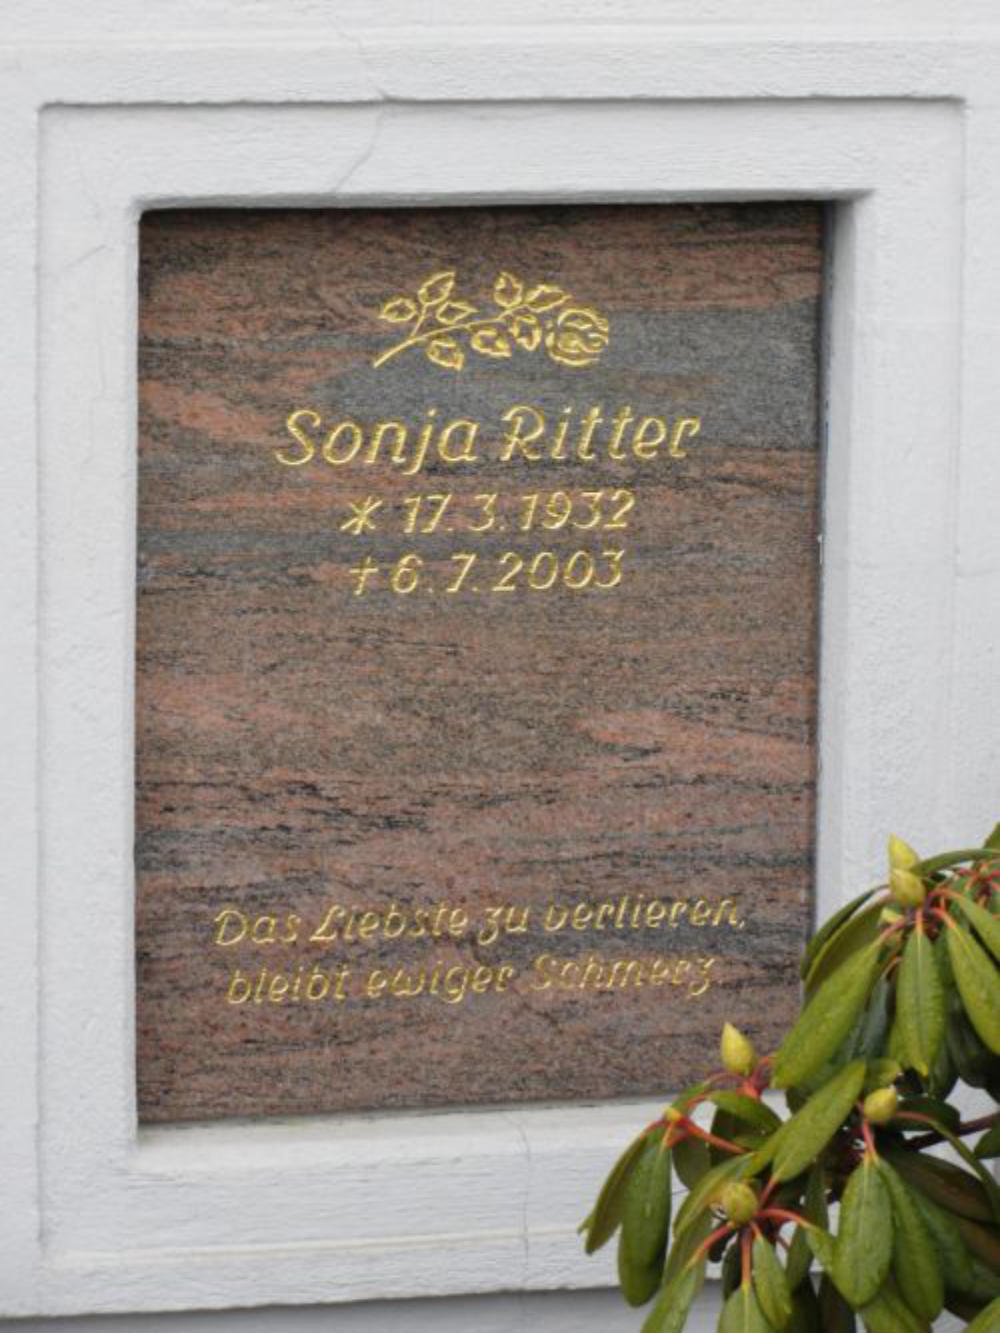 Sonja Ritter
* 17.3.1932
† 6.7.2003
Das Liebste zu verlieren,
bleibt ewiger Schmerz.